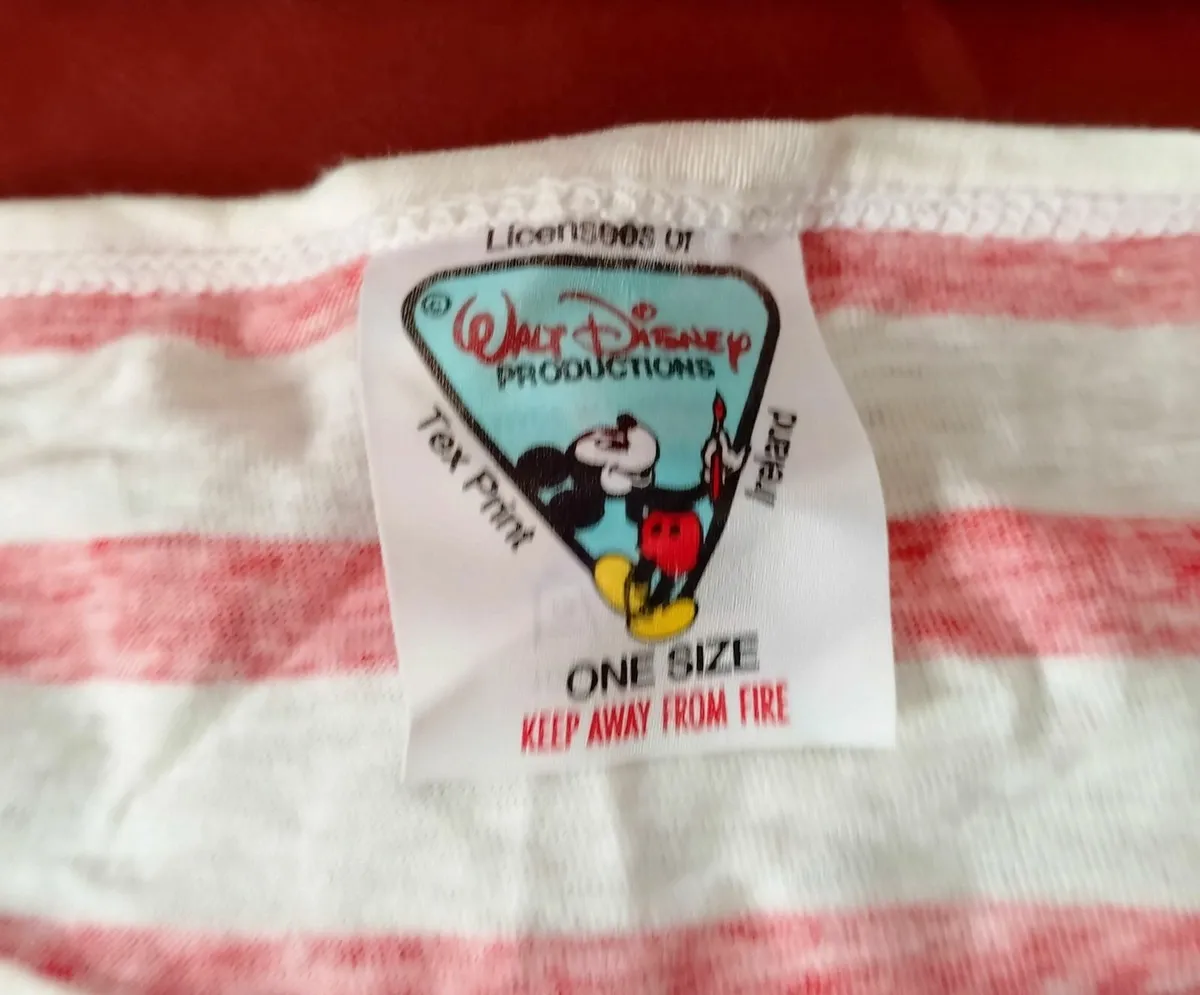 Licensees of
© WALT DISNEY
PRODUCTIONS
Tex Print
Ireland
ONE SIZE
KEEP AWAY FROM FIRE